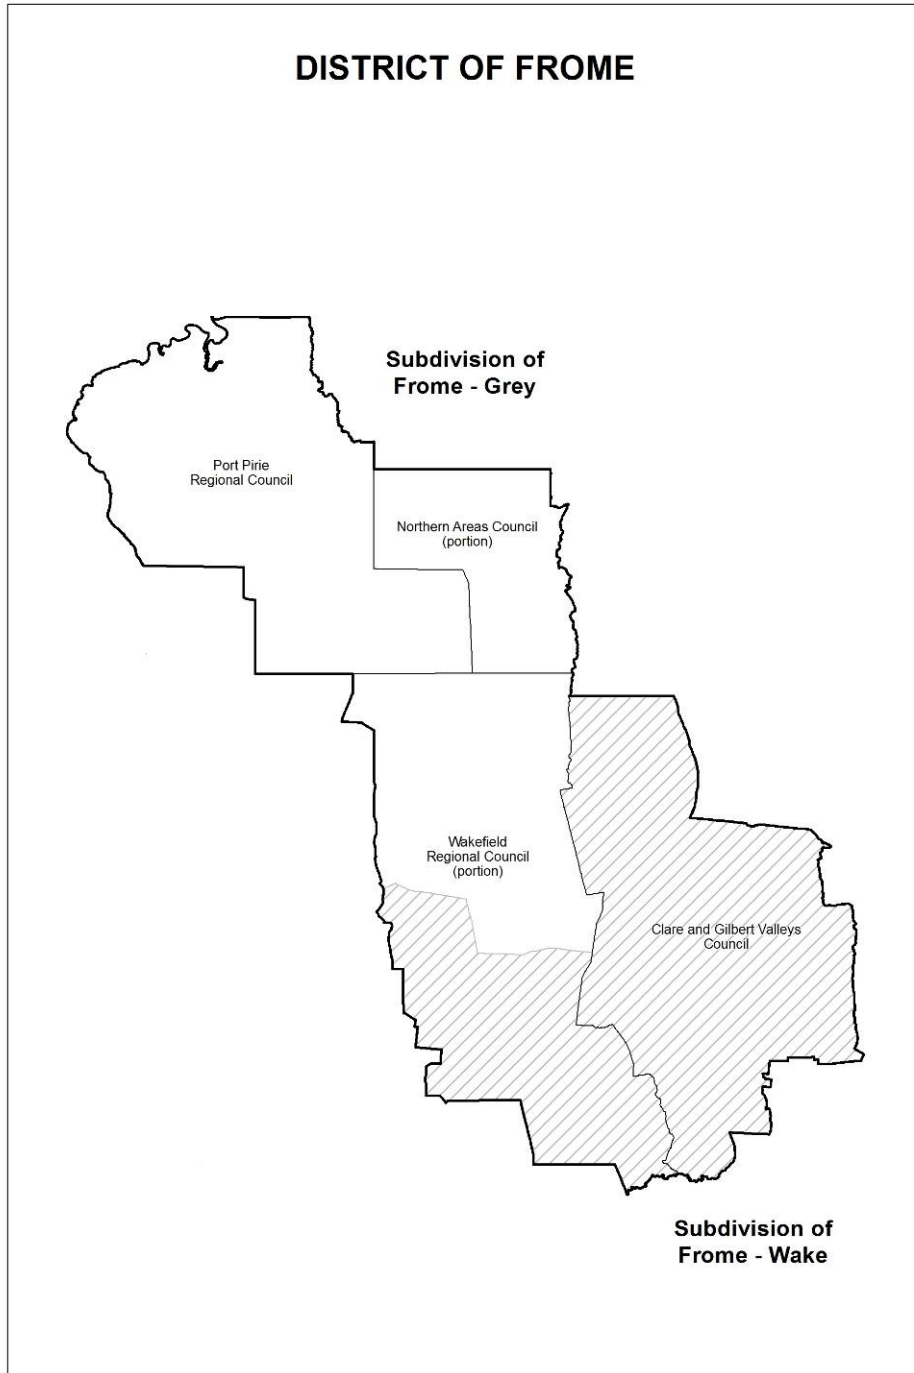 DISTRICT OF FROME
Subdivision of
Frome - Grey
Port Pirie
Regional Council
Northern Areas Council
(portion)
Wakefield
Regional Council
(portion)
Clare and Gilbert Valleys
Council
Subdivision of
Frome - Wake